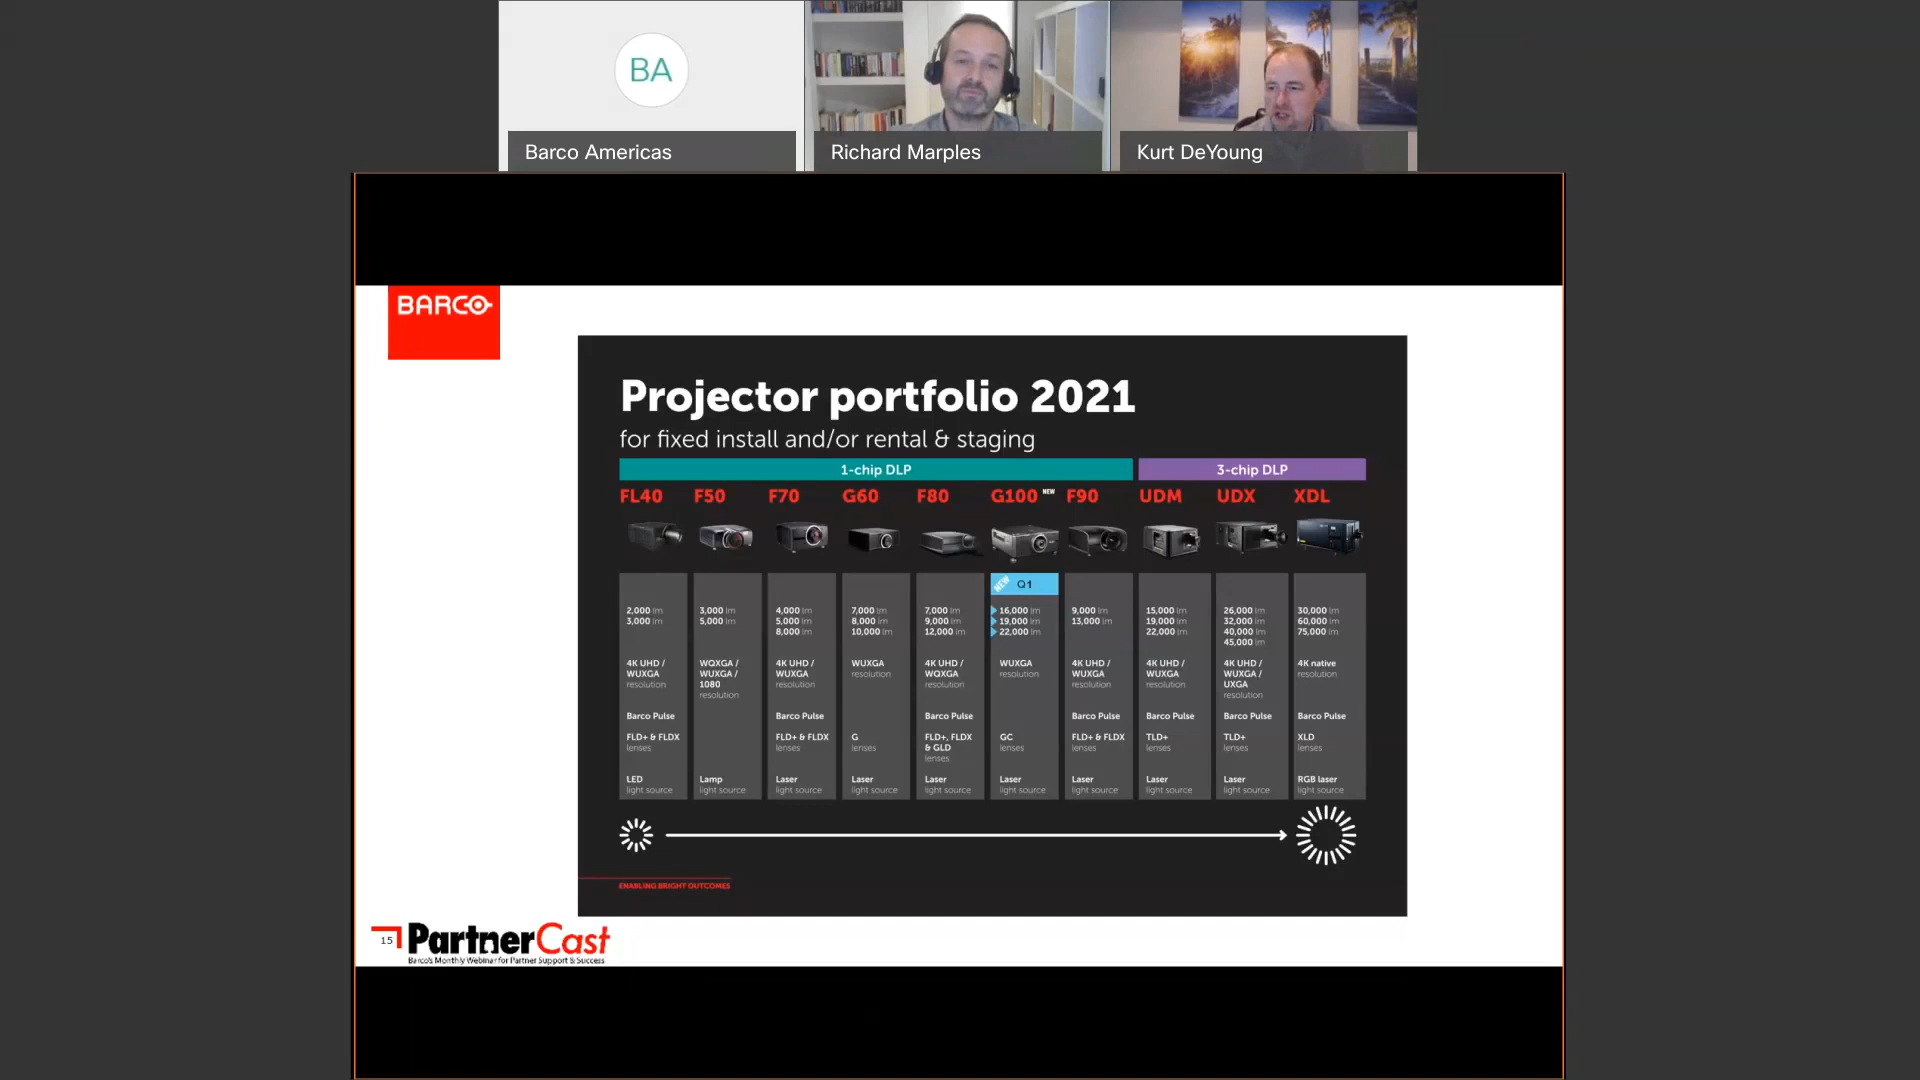 BA
Barco Americas
Richard Marples
Kurt DeYoung
BARCO
Projector portfolio 2021
for fixed install and/or rental & staging
1-chip DLP
3-chip DLP
FL40
F50
F70
G60
F80
G100 NEW
F90
UDM
UDX
XDL
2,000 lm
3,000 lm
4K UHD /
WUXGA
resolution
Barco Pulse
FLD+ & FLDX
lenses
LED
light source
3,000 lm
5,000 lm
WQXGA /
WUXGA /
1080
resolution
Lamp
light source
4,000 lm
5,000 lm
8,000 lm
4K UHD /
WUXGA
resolution
Barco Pulse
FLD+ & FLDX
lenses
Laser
light source
7,000 lm
8,000 lm
10,000 lm
WUXGA
resolution
G
lenses
Laser
light source
7,000 lm
9,000 lm
12,000 lm
4K UHD /
WQXGA
resolution
Barco Pulse
FLD+, FLDX
& GLD
lenses
Laser
light source
NEW Q1
16,000 lm
19,000 lm
22,000 lm
WUXGA
resolution
GC
lenses
Laser
light source
9,000 lm
13,000 lm
4K UHD /
WUXGA
resolution
Barco Pulse
FLD+ & FLDX
lenses
Laser
light source
15,000 lm
19,000 lm
22,000 lm
4K UHD /
WUXGA
resolution
Barco Pulse
TLD+
lenses
Laser
light source
26,000 lm
32,000 lm
40,000 lm
45,000 lm
4K UHD /
WUXGA /
UXGA
resolution
Barco Pulse
TLD+
lenses
Laser
light source
30,000 lm
60,000 lm
75,000 lm
4K native
resolution
Barco Pulse
XLD
lenses
RGB laser
light source
ENABLING BRIGHT OUTCOMES
15
PartnerCast
Barco's Monthly Webinar for Partner Support & Success